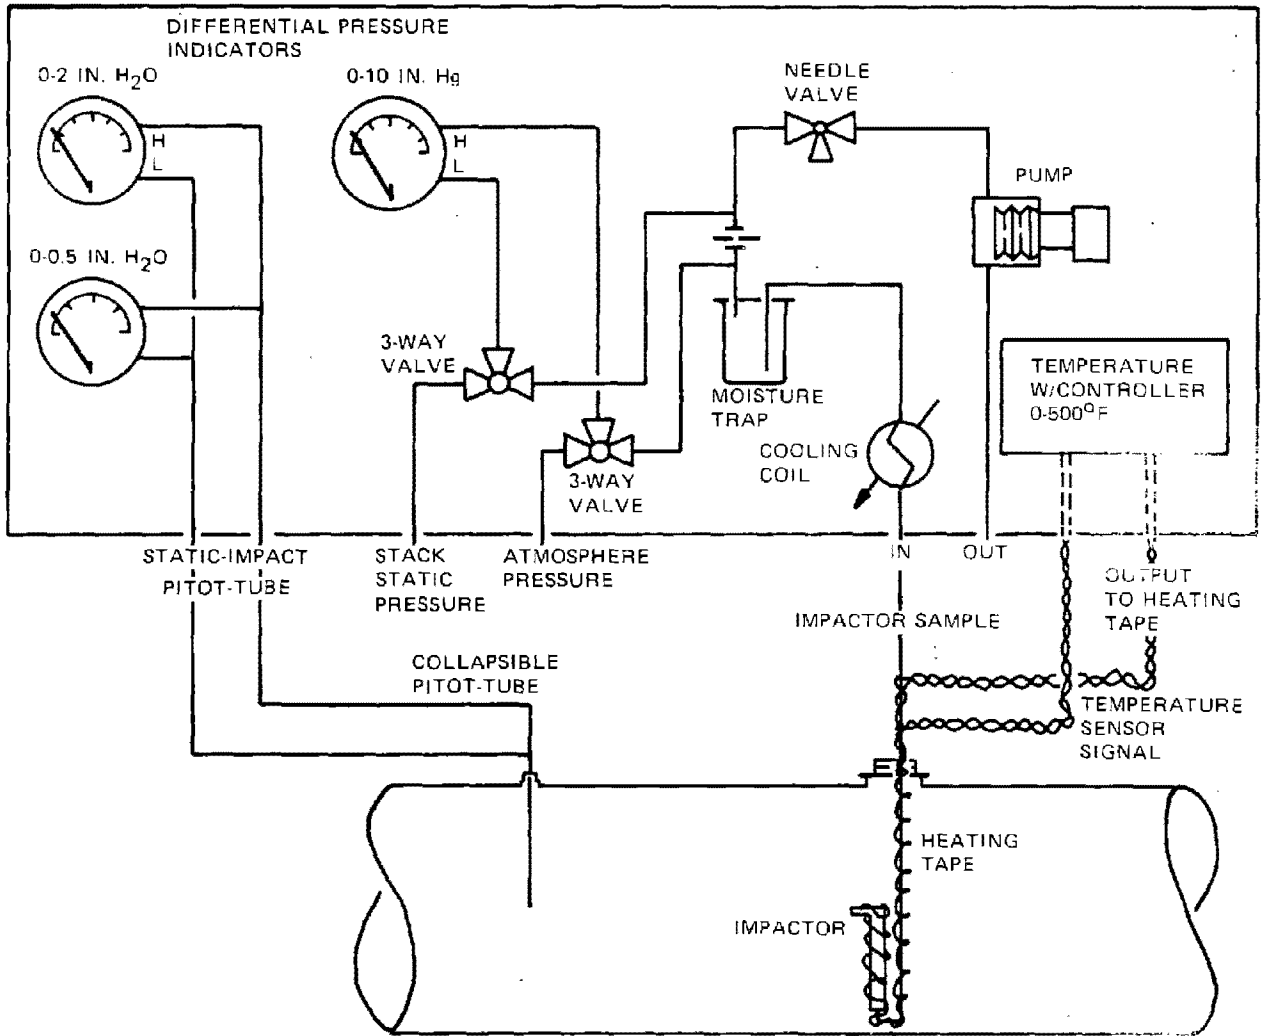 DIFFERENTIAL PRESSURE
INDICATORS
0-2 IN. H₂O
0-10 IN. Hg
NEEDLE
VALVE
H
L
H
L
PUMP
0-0.5 IN. H₂O
3-WAY
VALVE
TEMPERATURE
W/CONTROLLER
0-500°F
MOISTURE
TRAP
COOLING
COIL
3-WAY
VALVE
STATIC-IMPACT
PITOT-TUBE
STACK
STATIC
PRESSURE
ATMOSPHERE
PRESSURE
IN
OUT
OUTPUT
TO HEATING
TAPE
IMPACTOR SAMPLE
COLLAPSIBLE
PITOT-TUBE
TEMPERATURE
SENSOR
SIGNAL
HEATING
TAPE
IMPACTOR